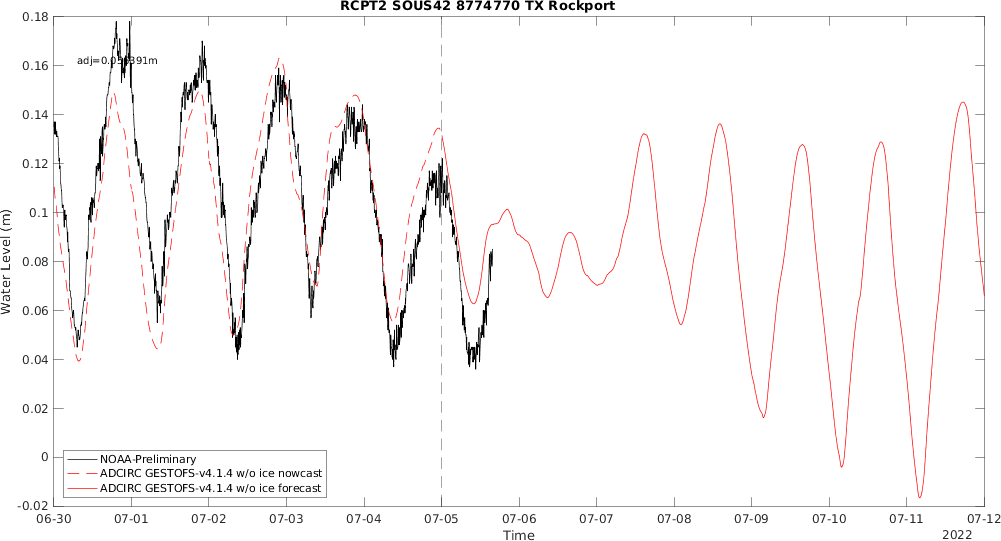 RCPT2 SOUS42 8774770 TX Rockport
0.18
0.16
0.14
0.12
0.1
0.08
0.06
0.04
0.02
0
-0.02
Water Level (m)
NOAA-Preliminary
ADCIRC GESTOFS-v4.1.4 w/o ice nowcast
ADCIRC GESTOFS-v4.1.4 w/o ice forecast
06-30 07-01 07-02 07-03 07-04 07-05 07-06 07-07 07-08 07-09 07-10 07-11 07-12
Time
2022